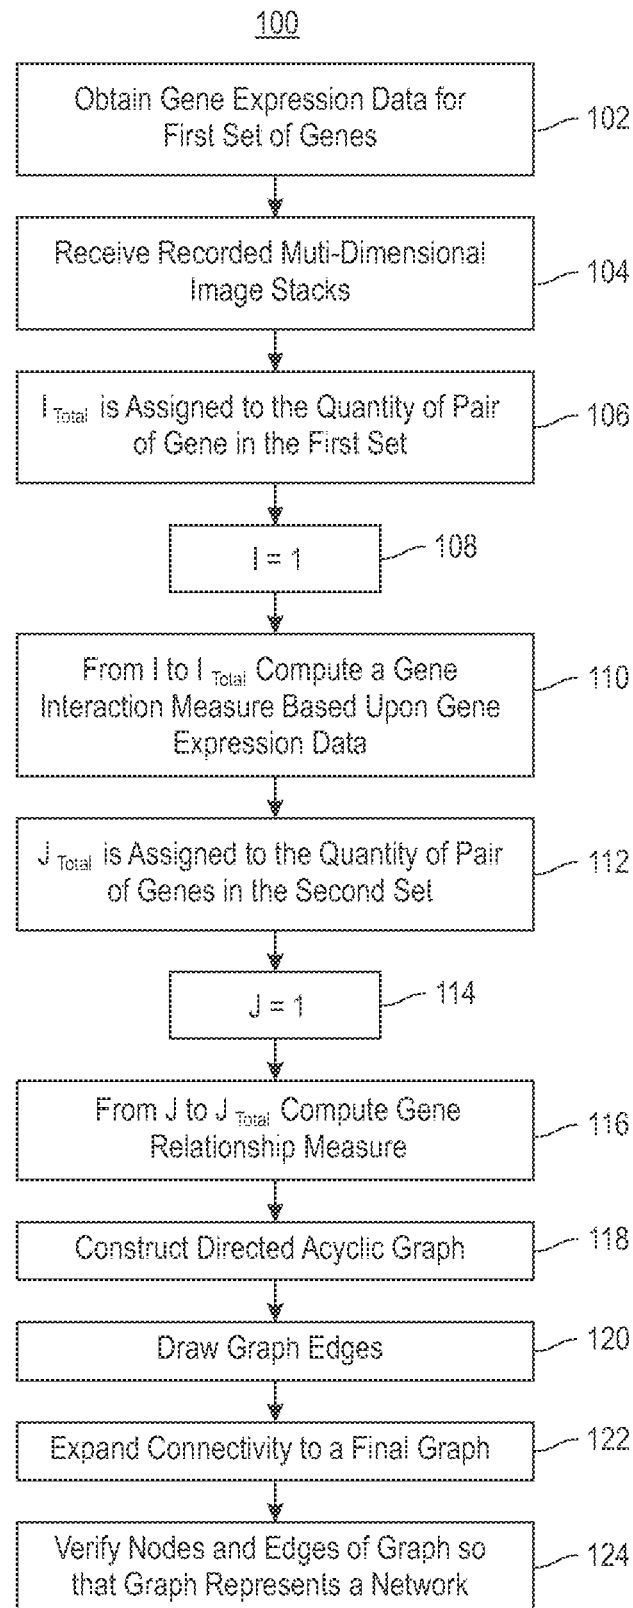 100
Obtain Gene Expression Data for
First Set of Genes
102
Receive Recorded Muti-Dimensional
Image Stacks
104
I Total is Assigned to the Quantity of Pair
of Gene in the First Set
106
I = 1
108
From I to I Total Compute a Gene
Interaction Measure Based Upon Gene
Expression Data
110
J Total is Assigned to the Quantity of Pair
of Genes in the Second Set
112
J = 1
114
From J to J Total Compute Gene
Relationship Measure
116
Construct Directed Acyclic Graph
118
Draw Graph Edges
120
Expand Connectivity to a Final Graph
122
Verify Nodes and Edges of Graph so
that Graph Represents a Network
124